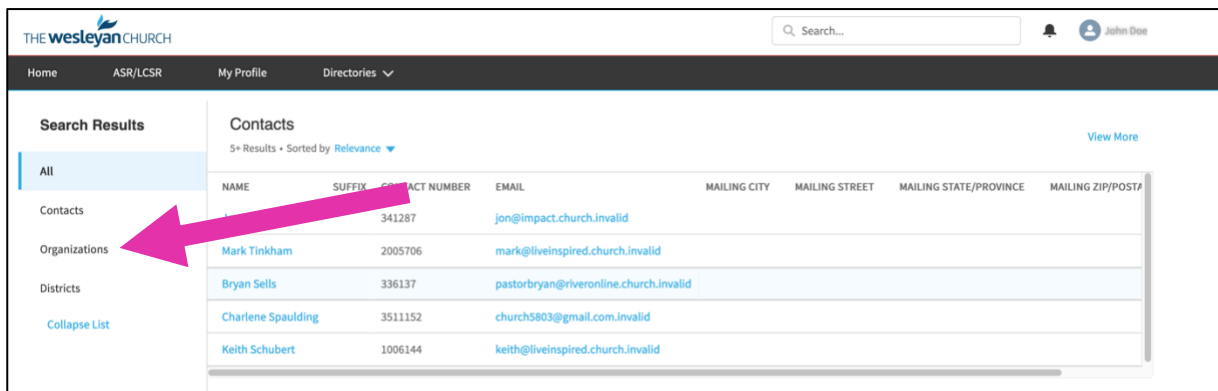 THE wesleyan CHURCH
Search...
John Doe
Home ASR/LCSR My Profile Directories
Search Results
All
Contacts
Organizations
Districts
Collapse List
Contacts
5+ Results • Sorted by Relevance
View More
NAME SUFFIX CONTACT NUMBER EMAIL MAILING CITY MAILING STREET MAILING STATE/PROVINCE MAILING ZIP/POSTA
341287 jon@impact.church.invalid
Mark Tinkham 2005706 mark@liveinspired.church.invalid
Bryan Sells 336137 pastorbryan@riveronline.church.invalid
Charlene Spaulding 3511152 church5803@gmail.com.invalid
Keith Schubert 1006144 keith@liveinspired.church.invalid